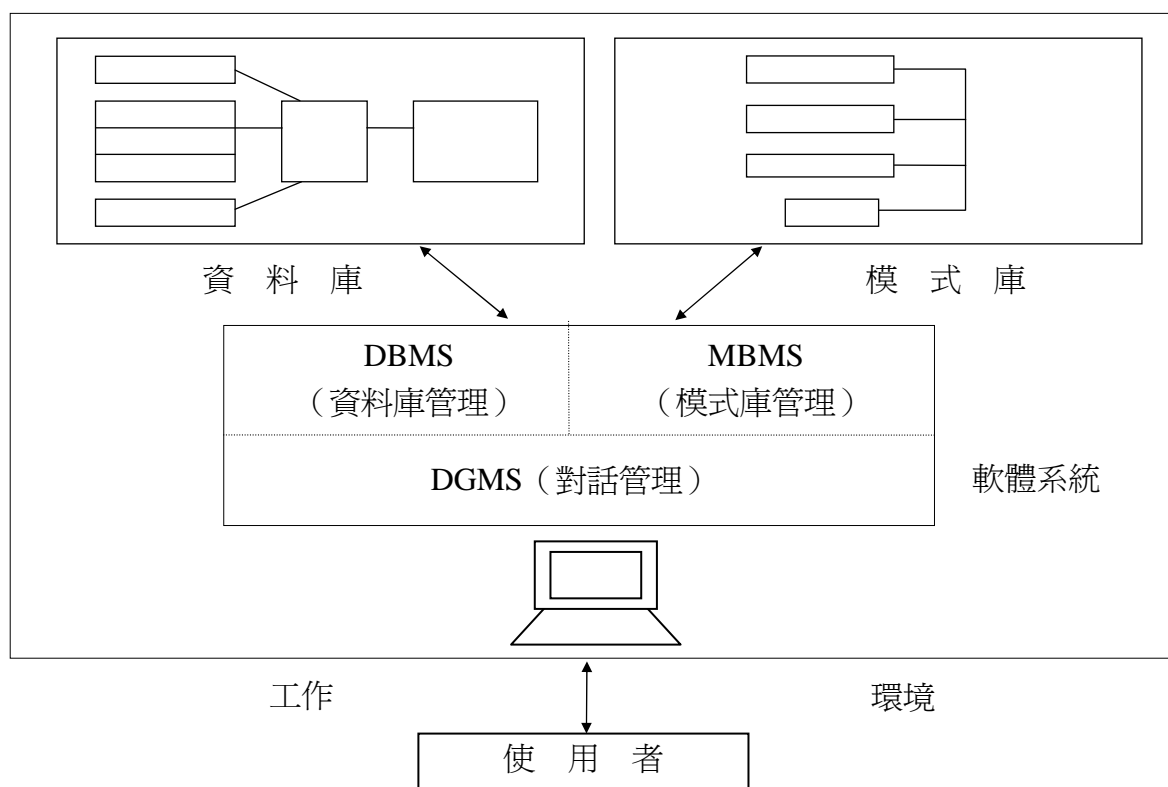 資 料 庫
模 式 庫
DBMS
（資料庫管理）
MBMS
（模式庫管理）
DGMS（對話管理）
軟體系統
工作
環境
使 用 者